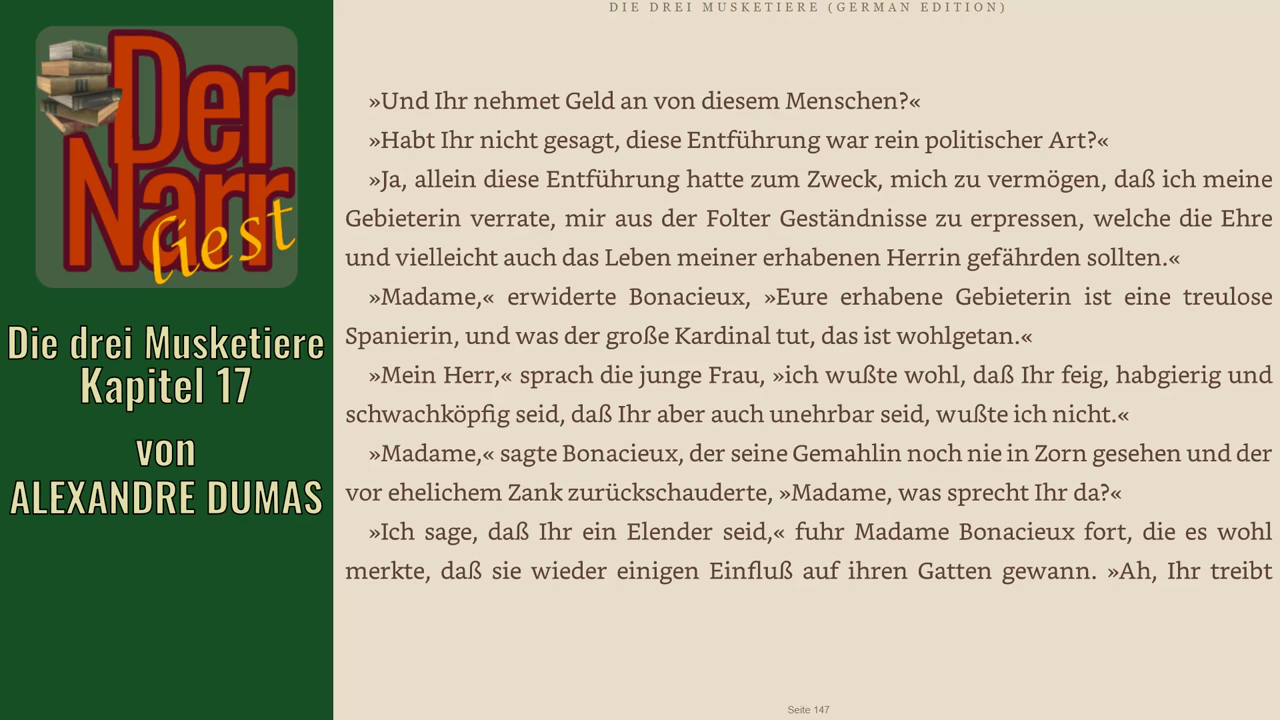 Der
Narr
liest
Die drei Musketiere
Kapitel 17
von
ALEXANDRE DUMAS
DIE DREI MUSKETIERE (GERMAN EDITION)
»Und Ihr nehmet Geld an von diesem Menschen?«
»Habt Ihr nicht gesagt, diese Entführung war rein politischer Art?«
»Ja, allein diese Entführung hatte zum Zweck, mich zu vermögen, daß ich meine
Gebieterin verrate, mir aus der Folter Geständnisse zu erpressen, welche die Ehre
und vielleicht auch das Leben meiner erhabenen Herrin gefährden sollten.«
»Madame,« erwiderte Bonacieux, »Eure erhabene Gebieterin ist eine treulose
Spanierin, und was der große Kardinal tut, das ist wohlgetan.«
»Mein Herr,« sprach die junge Frau, »ich wußte wohl, daß Ihr feig, habgierig und
schwachköpfig seid, daß Ihr aber auch unehrbar seid, wußte ich nicht.«
»Madame,« sagte Bonacieux, der seine Gemahlin noch nie in Zorn gesehen und der
vor ehelichem Zank zurückschauderte, »Madame, was sprecht Ihr da?«
»Ich sage, daß Ihr ein Elender seid,« fuhr Madame Bonacieux fort, die es wohl
merkte, daß sie wieder einigen Einfluß auf ihren Gatten gewann. »Ah, Ihr treibt
Seite 147